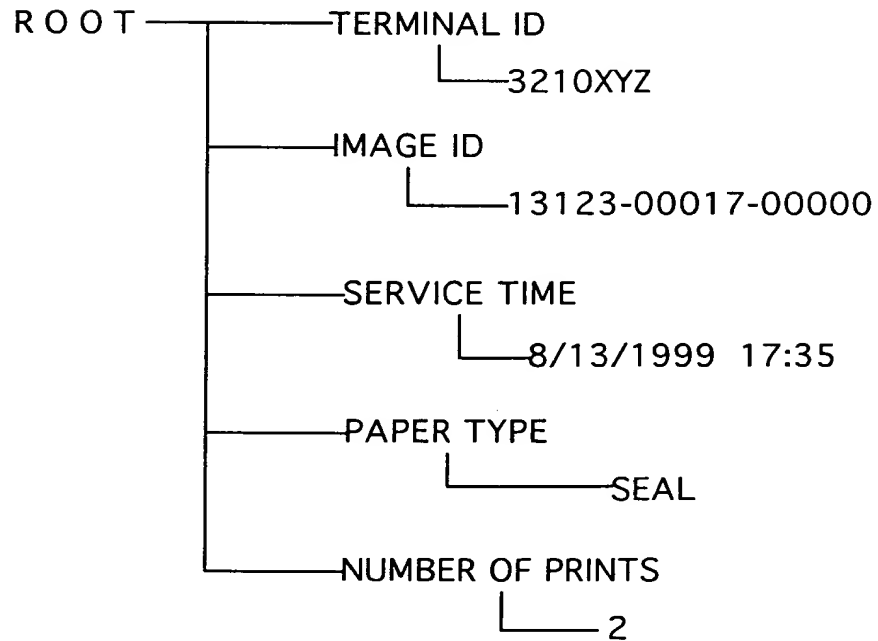 ROOT
TERMINAL ID
3210XYZ
IMAGE ID
13123-00017-00000
SERVICE TIME
8/13/1999 17:35
PAPER TYPE
SEAL
NUMBER OF PRINTS
2